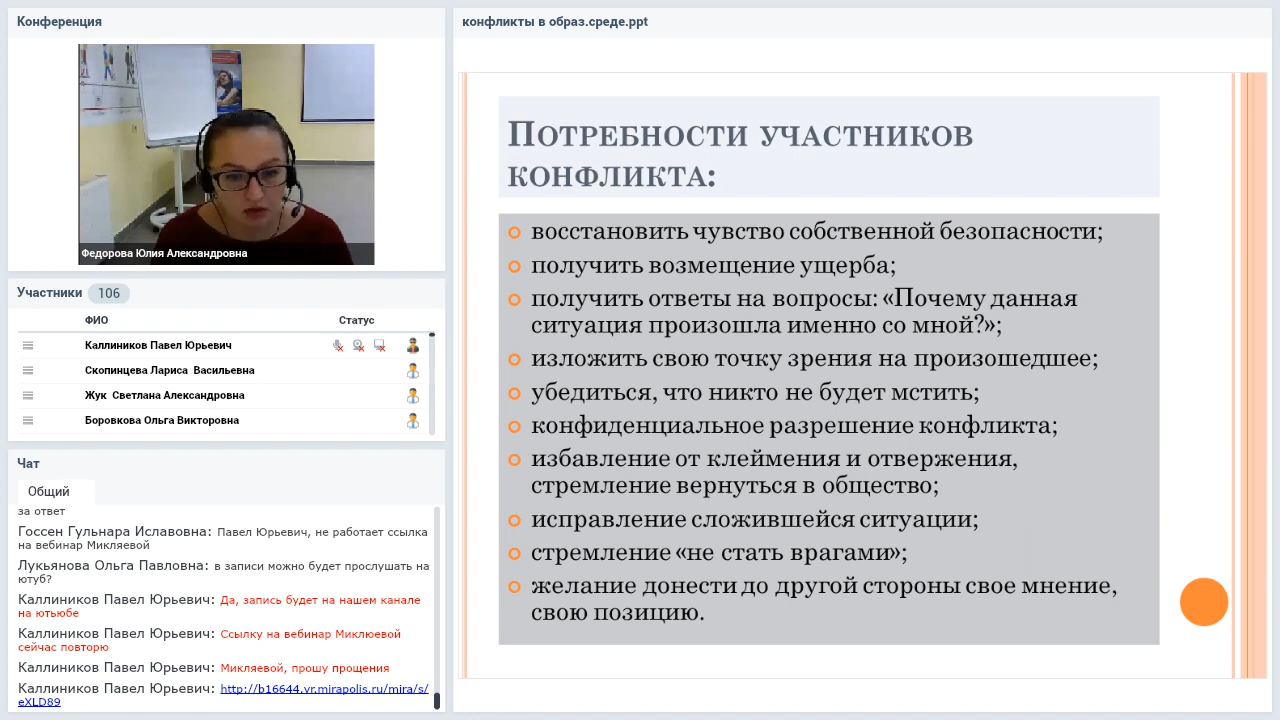 Конференция
Федорова Юлия Александровна
Участники 106
ФИО Статус
Каллиников Павел Юрьевич
Скопинцева Лариса Васильевна
Жук Светлана Александровна
Боровкова Ольга Викторовна
Чат
Общий
за ответ
Госсен Гульнара Иславовна: Павел Юрьевич, не работает ссылка
на вебинар Микляевой
Лукьянова Ольга Павловна: в записи можно будет прослушать на
ютуб?
Каллиников Павел Юрьевич: Да, запись будет на нашем канале
на ютьюбе
Каллиников Павел Юрьевич: Ссылку на вебинар Миклюевой
сейчас повторю
Каллиников Павел Юрьевич: Микляевой, прошу прощения
Каллиников Павел Юрьевич: http://b16644.vr.mirapolis.ru/mira/s/
eXLD89
конфликты в образ.среде.ppt
Потребности участников
конфликта:
восстановить чувство собственной безопасности;
получить возмещение ущерба;
получить ответы на вопросы: «Почему данная
ситуация произошла именно со мной?»;
изложить свою точку зрения на произошедшее;
убедиться, что никто не будет мстить;
конфиденциальное разрешение конфликта;
избавление от клеймения и отвержения,
стремление вернуться в общество;
исправление сложившейся ситуации;
стремление «не стать врагами»;
желание донести до другой стороны свое мнение,
свою позицию.